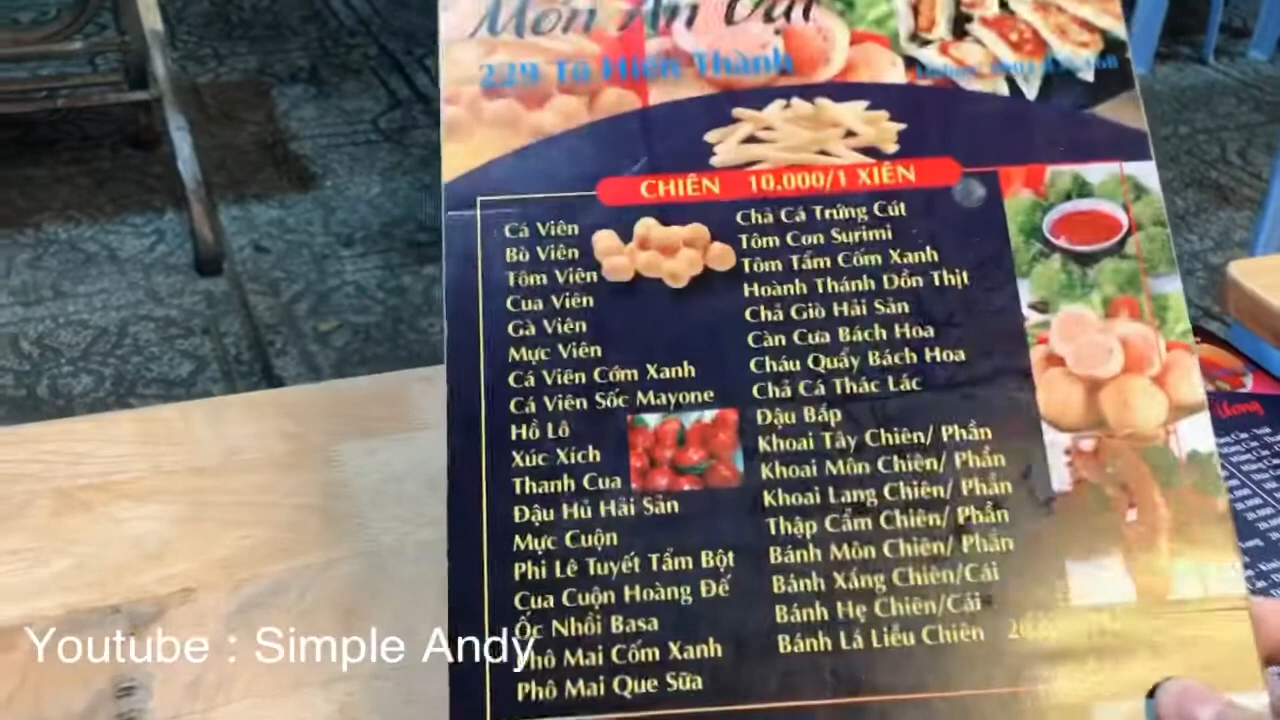 Món Ăn Vặt
229 Tô Hiến Thành
CHIÊN 10.000/1 XIÊN
Cá Viên
Bò Viên
Tôm Viên
Cua Viên
Gà Viên
Mực Viên
Cá Viên Cốm Xanh
Cá Viên Sốc Mayone
Hồ Lô
Xúc Xích
Thanh Cua
Đậu Hủ Hải Sản
Mực Cuộn
Phi Lê Tuyết Tẩm Bột
Cua Cuộn Hoàng Đế
Ốc Nhồi Basa
Phô Mai Cốm Xanh
Phô Mai Que Sữa
Chả Cá Trứng Cút
Tôm Con Surimi
Tôm Tẩm Cốm Xanh
Hoành Thánh Dồn Thịt
Chả Giò Hải Sản
Càn Cua Bách Hoa
Cháu Quẩy Bách Hoa
Chả Cá Thác Lác
Đậu Bắp
Khoai Tây Chiên/ Phần
Khoai Môn Chiên/ Phần
Khoai Lang Chiên/ Phần
Thập Cẩm Chiên/ Phần
Bánh Mòn Chiên/ Phần
Bánh Xáng Chiên/Cái
Bánh Hẹ Chiên/Cái
Bánh Lá Liễu Chiên
Youtube : Simple Andy